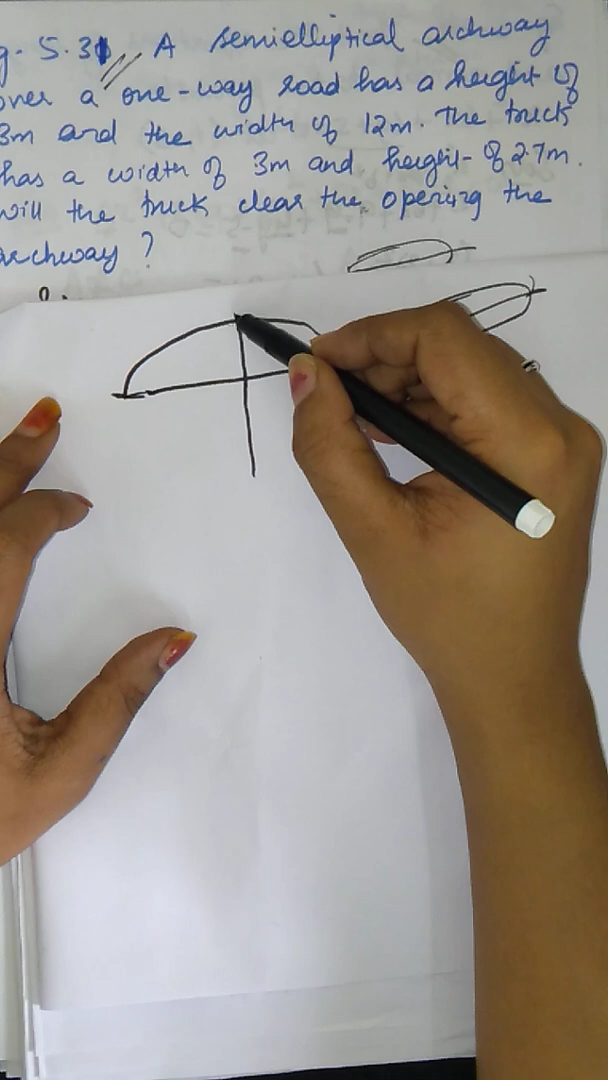 g. 5.31 A semielliptical archway
over a one-way road has a height of
3m and the width of 12m. The truck
has a width of 3m and height of 2.7m.
will the truck clear the opening the
archway ?